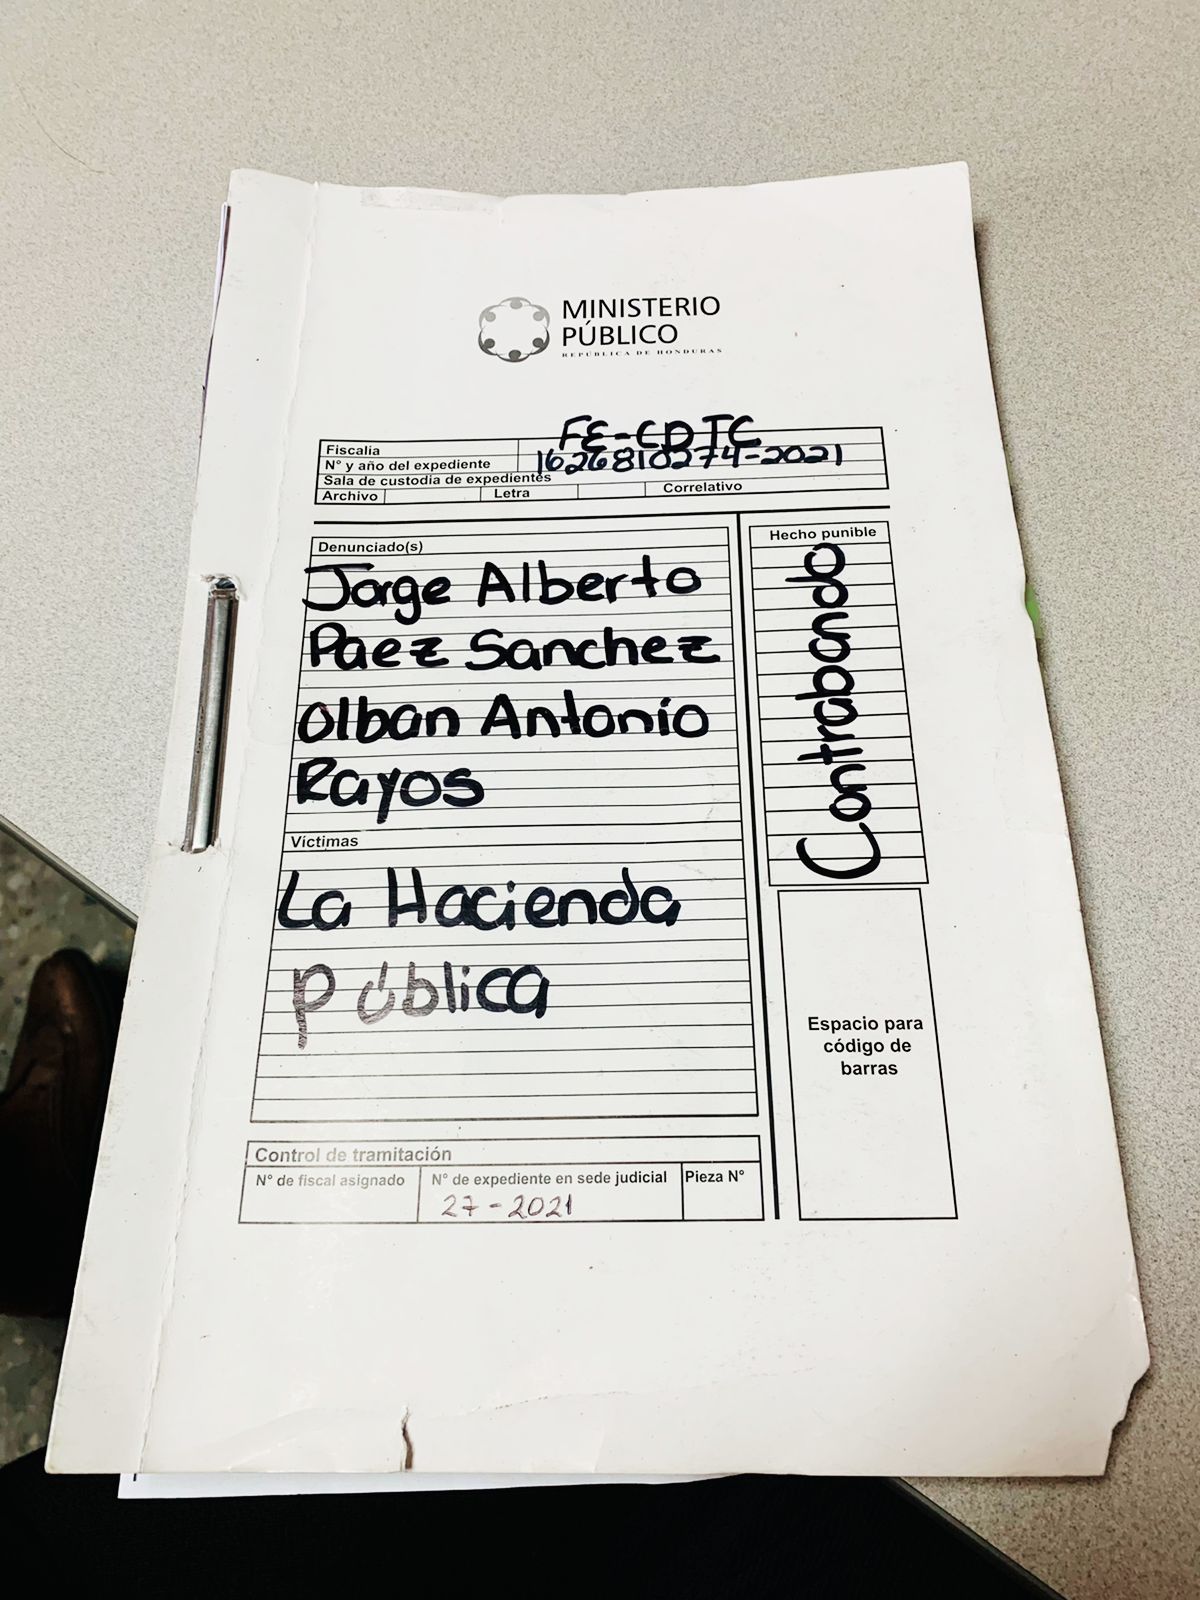 MINISTERIO
PÚBLICO
REPÚBLICA DE HONDURAS
Fiscalía FE-CDTC
N° y año del expediente 1626810274-2021
Sala de custodia de expedientes
Archivo Letra Correlativo
Denunciado(s)
Jorge Alberto
Paez Sanchez
Olban Antonio
Rayos
Víctimas
La Hacienda
Pública
Hecho punible
Contrabando
Espacio para
código de
barras
Control de tramitación
N° de fiscal asignado N° de expediente en sede judicial Pieza N°
27-2021